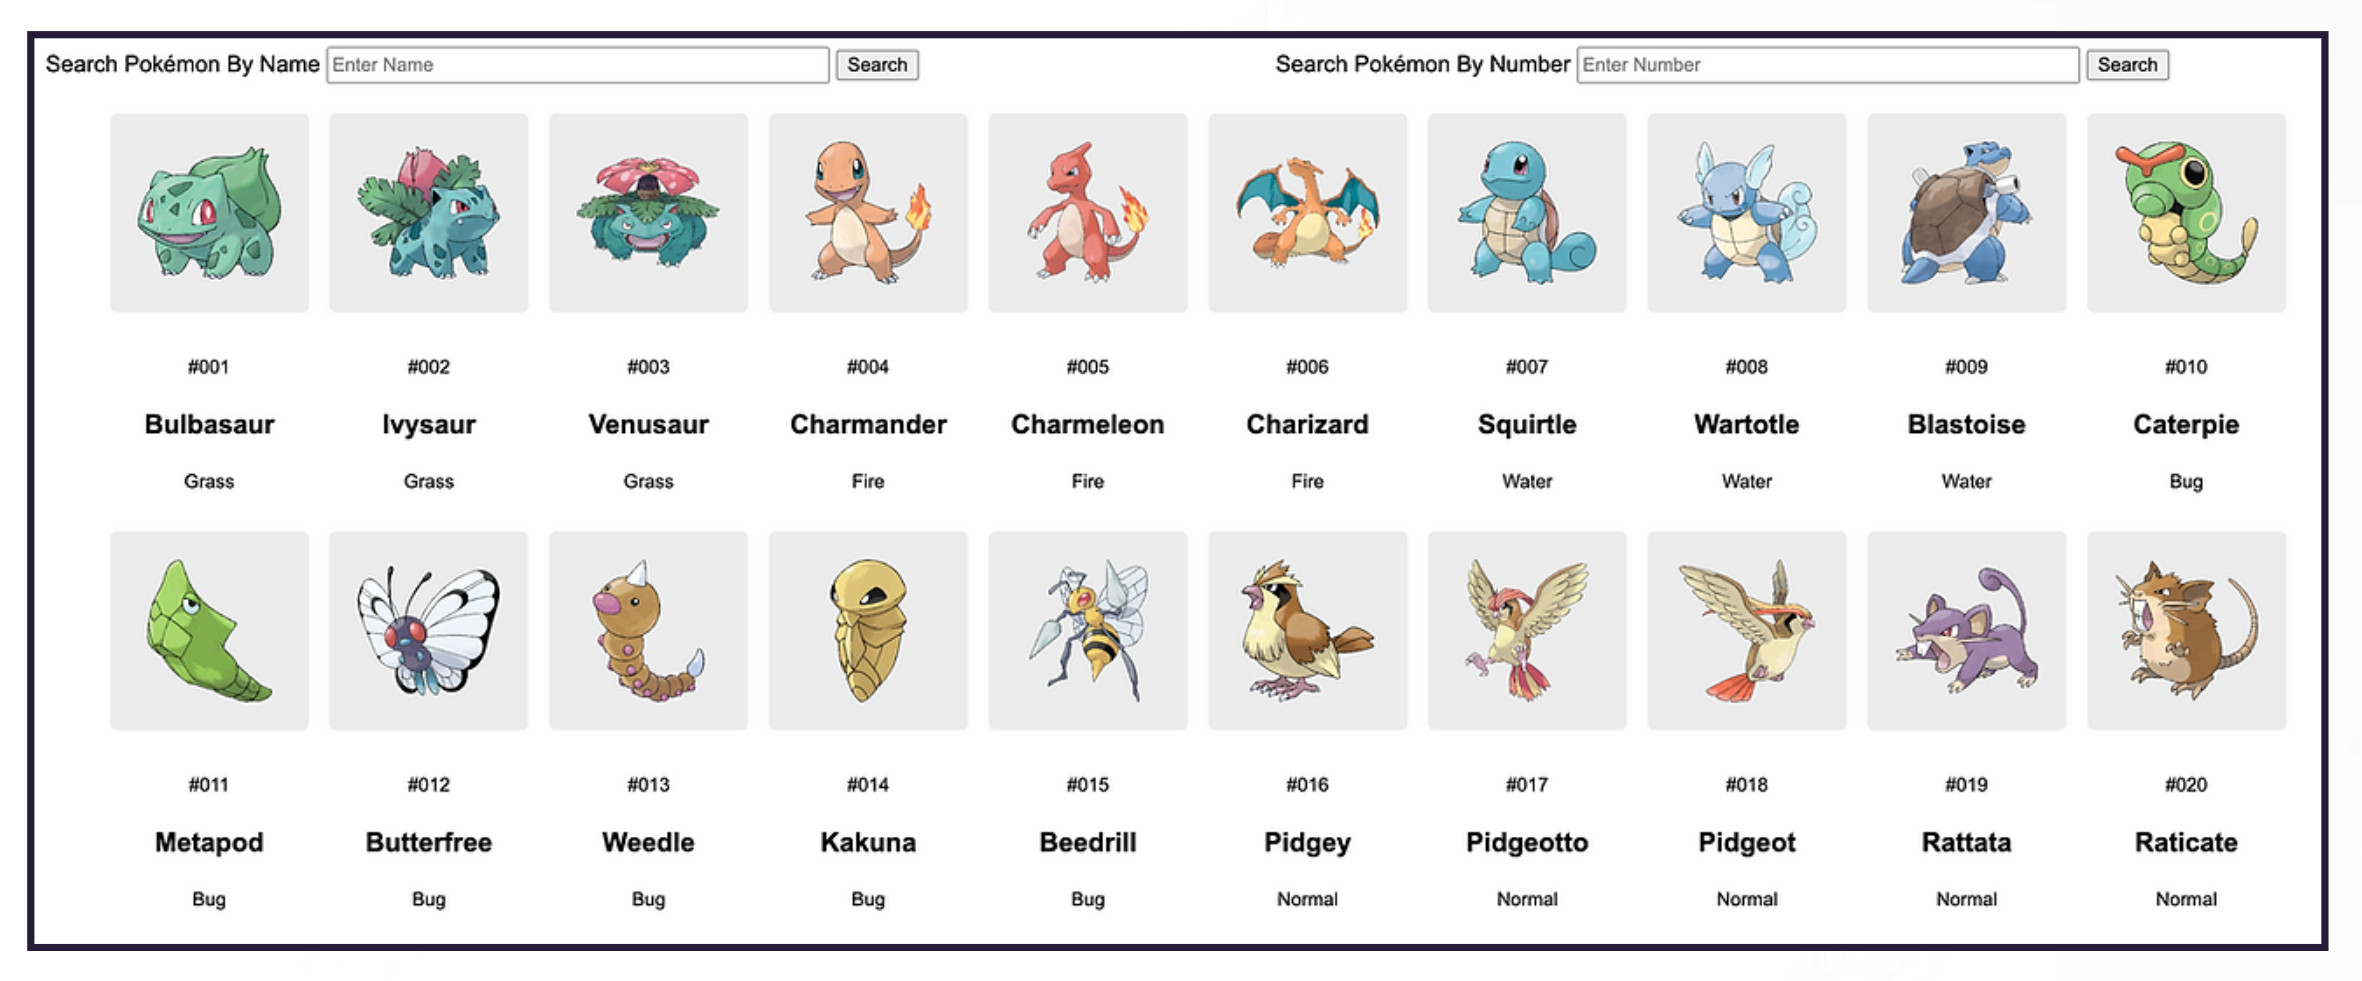 Search Pokémon By Name Enter Name Search Search Pokémon By Number Enter Number Search
#001 #002 #003 #004 #005 #006 #007 #008 #009 #010
Bulbasaur Ivysaur Venusaur Charmander Charmeleon Charizard Squirtle Wartotle Blastoise Caterpie
Grass Grass Grass Fire Fire Fire Water Water Water Bug
#011 #012 #013 #014 #015 #016 #017 #018 #019 #020
Metapod Butterfree Weedle Kakuna Beedrill Pidgey Pidgeotto Pidgeot Rattata Raticate
Bug Bug Bug Bug Bug Normal Normal Normal Normal Normal